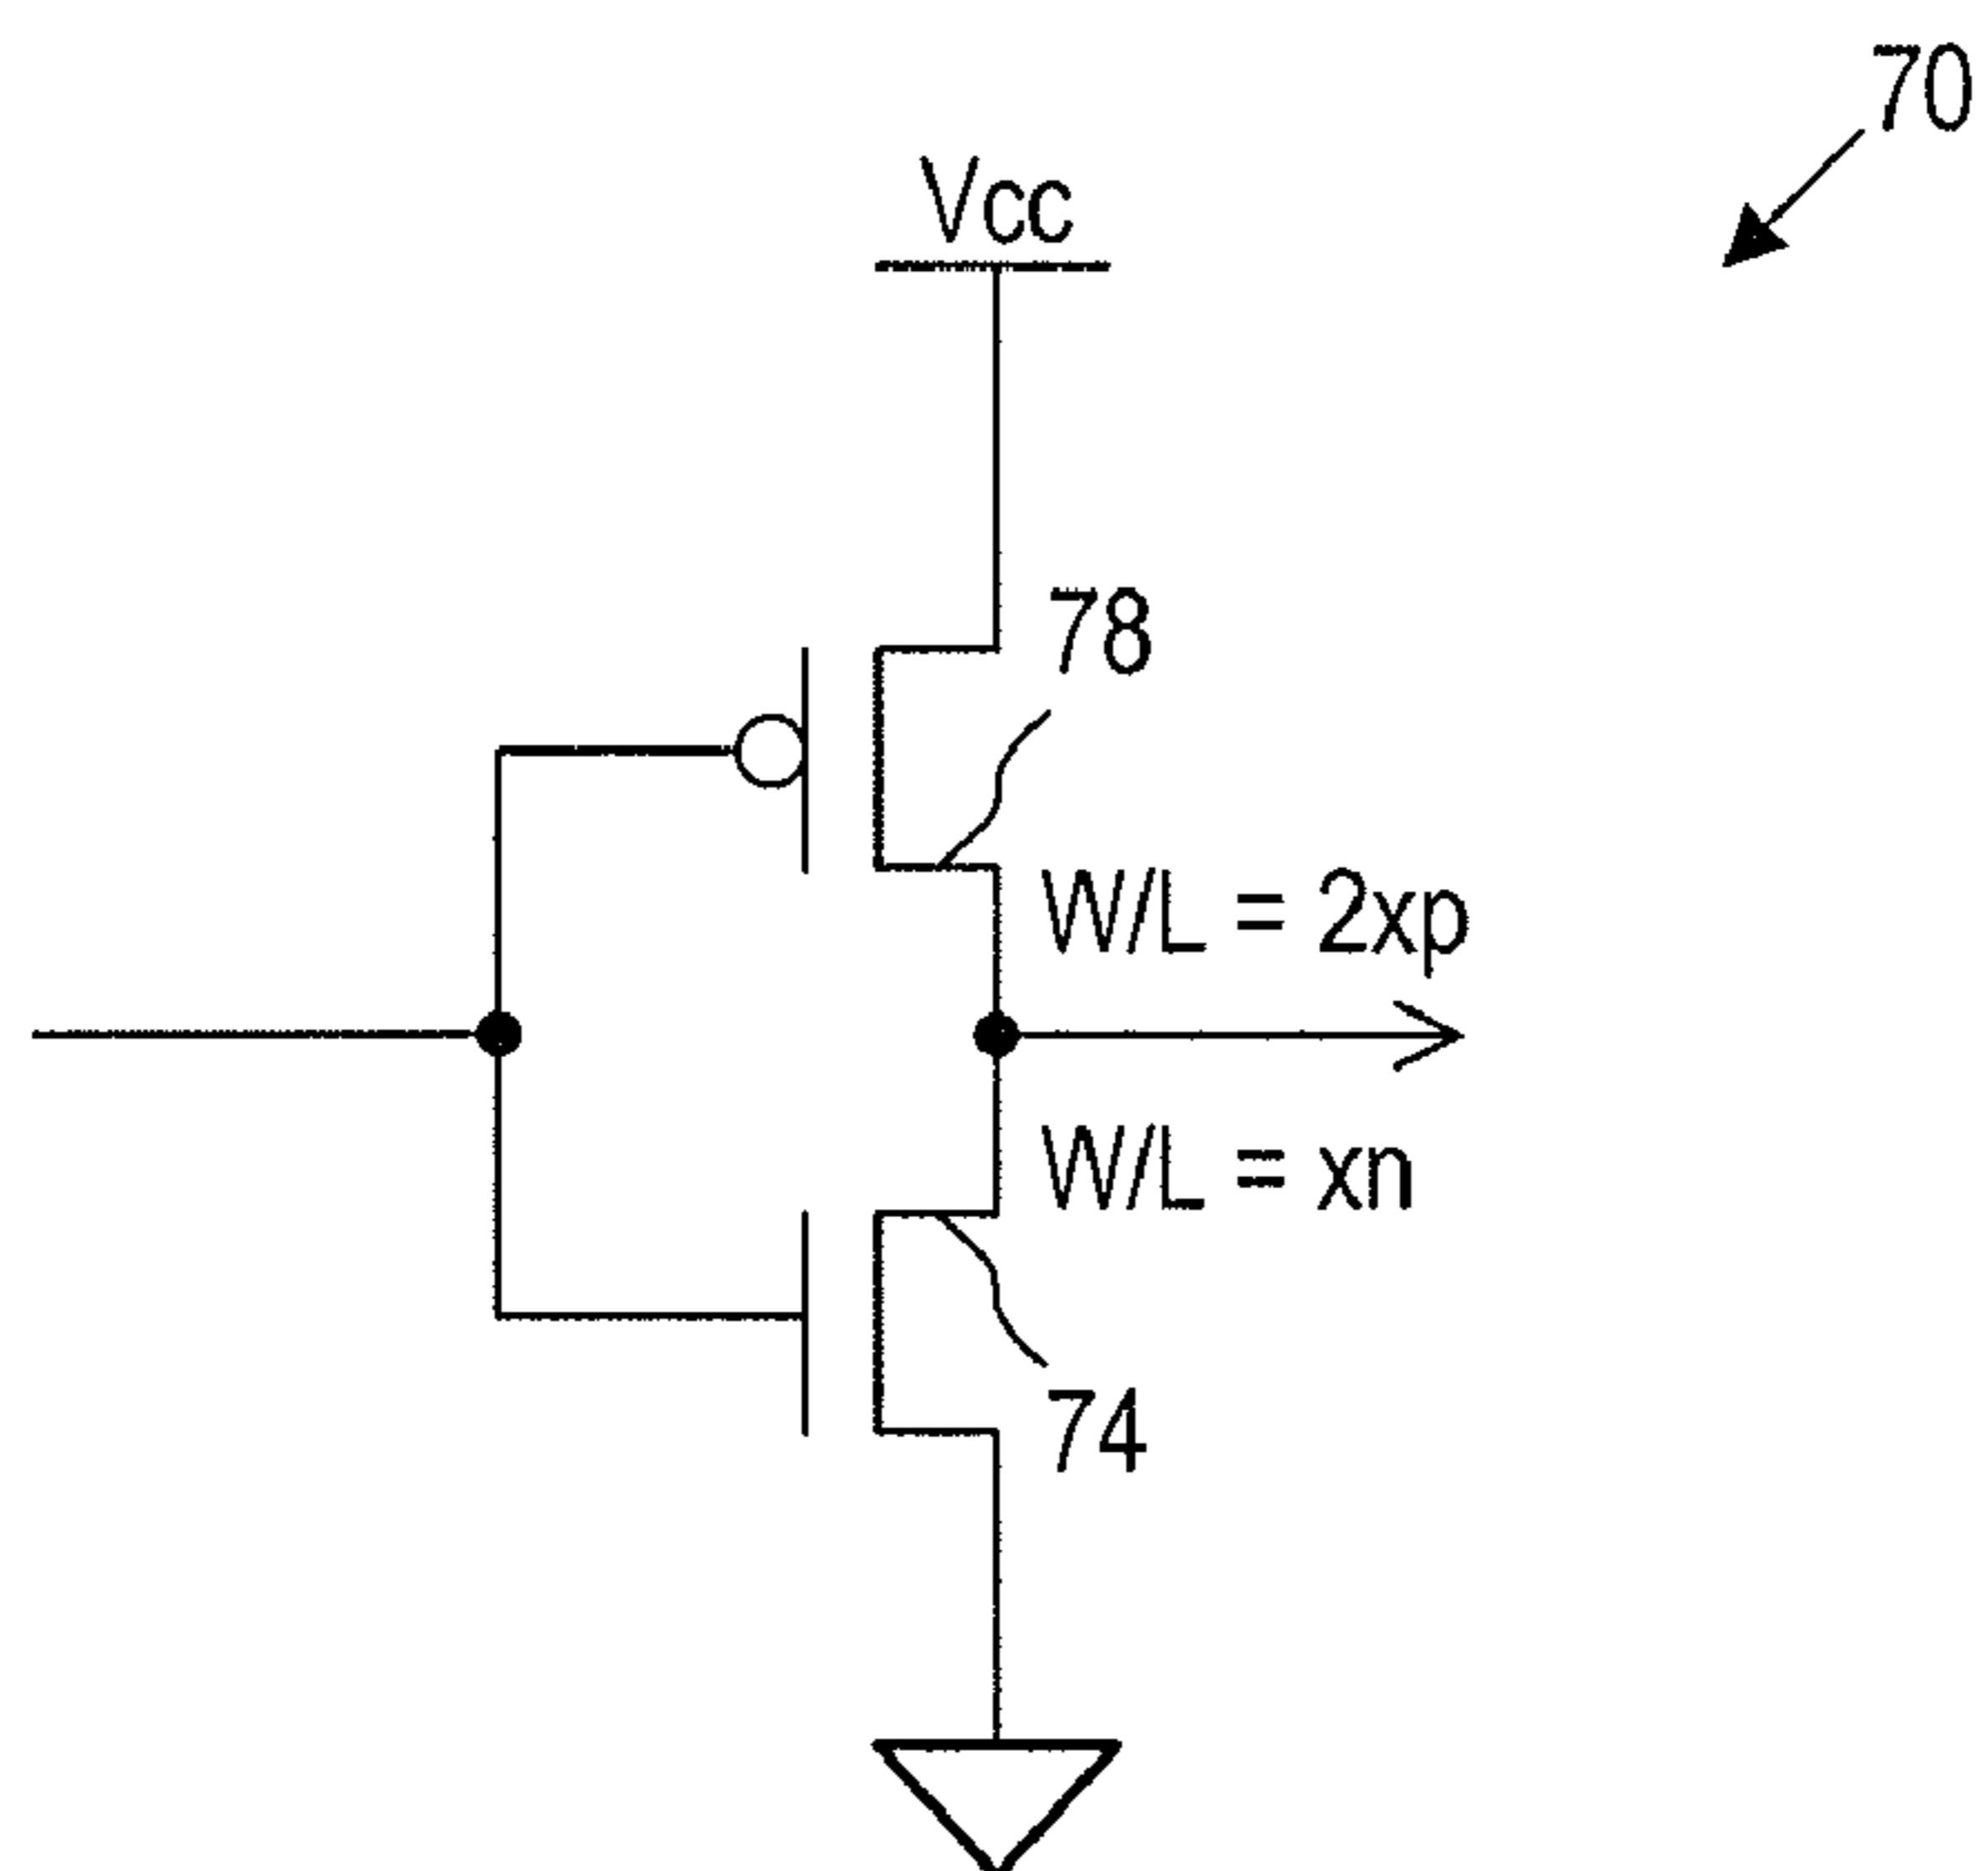 70
Vcc
78
W/L = 2xp
W/L = xn
74